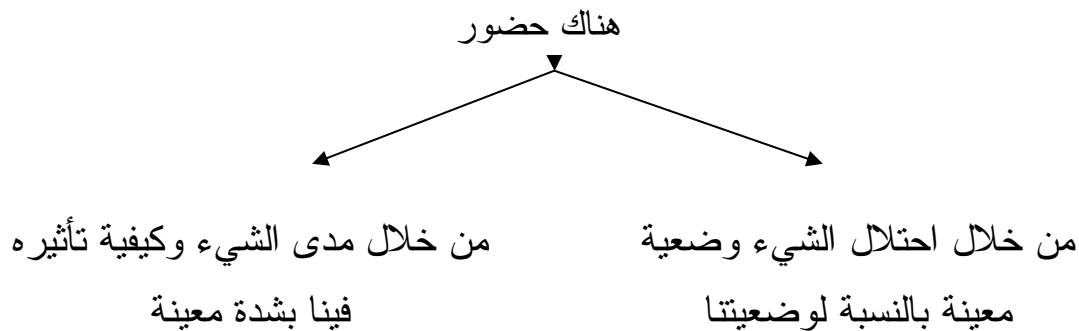 هناك حضور
من خلال احتلال الشيء وضعية
معينة بالنسبة لوضعيتنا
من خلال مدى الشيء وكيفية تأثيره
فينا بشدة معينة